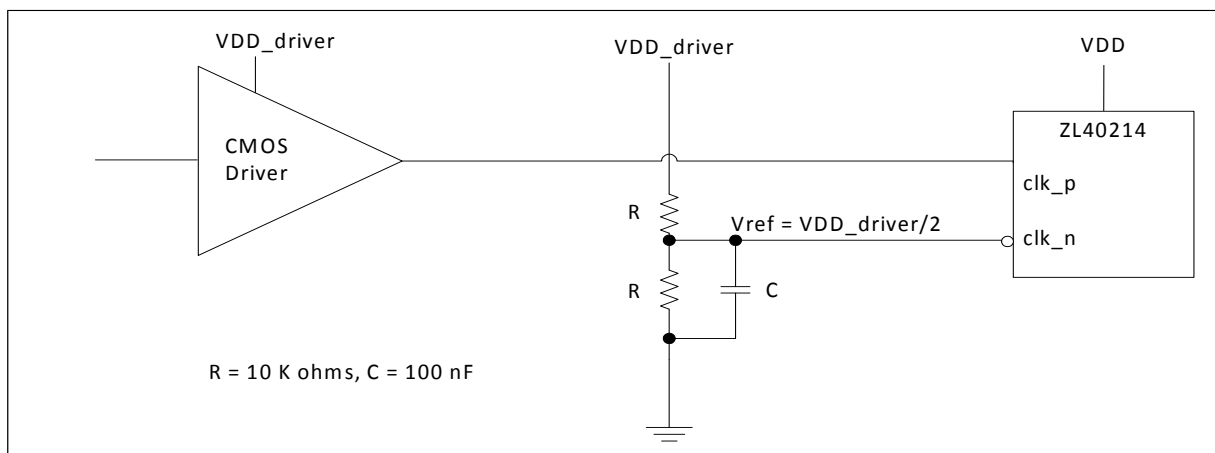 VDD_driver
VDD_driver
VDD
CMOS
Driver
ZL40214
clk_p
R
Vref = VDD_driver/2
clk_n
R
C
R = 10 K ohms, C = 100 nF